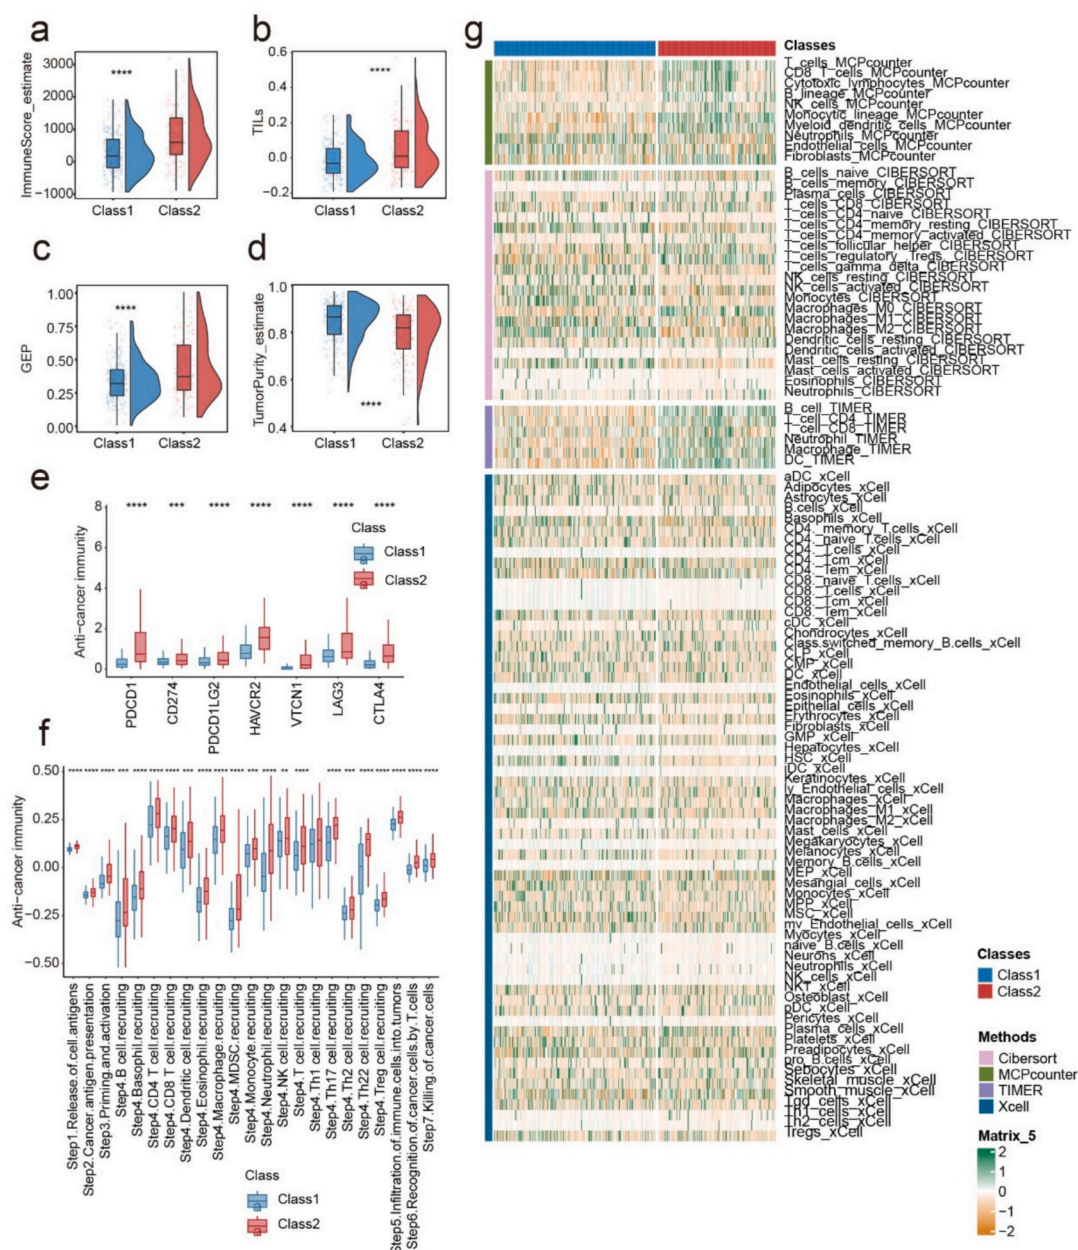 a
ImmuneScore_estimate
3000
2000
1000
0
−1000
****
Class1 Class2
b
TILs
0.6
0.4
0.2
0.0
−0.2
****
Class1 Class2
c
GEP
1.00
0.75
0.50
0.25
0.00
****
Class1 Class2
d
TumorPurity_estimate
1.0
0.8
0.6
0.4
****
Class1 Class2
e
Anti-cancer immunity
8
6
4
2
0
**** *** **** **** **** **** ****
Class
Class1
Class2
PDCD1
CD274
PDCD1LG2
HAVCR2
VTCN1
LAG3
CTLA4
f
Anti-cancer immunity
0.50
0.25
0.00
−0.25
−0.50
Step1.Release.of.cell.antigens
Step2.Cancer.antigen.presentation
Step3.Priming.and.activation
Step4.B cell.recruiting
Step4.Basophil.recruiting
Step4.CD4 T cell.recruiting
Step4.CD8 T cell.recruiting
Step4.Dendritic cell.recruiting
Step4.Eosinophil.recruiting
Step4.Macrophage.recruiting
Step4.MDSC.recruiting
Step4.Monocyte.recruiting
Step4.Neutrophil.recruiting
Step4.NK cell.recruiting
Step4.T cell.recruiting
Step4.Th1 cell.recruiting
Step4.Th17 cell.recruiting
Step4.Th2 cell.recruiting
Step4.Th22 cell.recruiting
Step4.Treg cell.recruiting
Step5.Infiltration.of.immune.cells.into.tumors
Step6.Recognition.of.cancer.cells.by.T.cells
Step7.Killing.of.cancer.cells
Class
Class1
Class2
g
Classes
T_cells_MCPcounter
CD8_T_cells_MCPcounter
Cytotoxic_lymphocytes_MCPcounter
B_lineage_MCPcounter
NK_cells_MCPcounter
Monocytic_lineage_MCPcounter
Myeloid_dendritic_cells_MCPcounter
Neutrophils_MCPcounter
Endothelial_cells_MCPcounter
Fibroblasts_MCPcounter
B_cells_naive_CIBERSORT
B_cells_memory_CIBERSORT
Plasma_cells_CIBERSORT
T_cells_CD8_CIBERSORT
T_cells_CD4_naive_CIBERSORT
T_cells_CD4_memory_resting_CIBERSORT
T_cells_CD4_memory_activated_CIBERSORT
T_cells_follicular_helper_CIBERSORT
T_cells_regulatory_Tregs_CIBERSORT
T_cells_gamma_delta_CIBERSORT
NK_cells_resting_CIBERSORT
NK_cells_activated_CIBERSORT
Monocytes_CIBERSORT
Macrophages_M0_CIBERSORT
Macrophages_M1_CIBERSORT
Macrophages_M2_CIBERSORT
Dendritic_cells_resting_CIBERSORT
Dendritic_cells_activated_CIBERSORT
Mast_cells_resting_CIBERSORT
Mast_cells_activated_CIBERSORT
Eosinophils_CIBERSORT
Neutrophils_CIBERSORT
B_cell_TIMER
T_cell_CD4_TIMER
T_cell_CD8_TIMER
Neutrophil_TIMER
Macrophage_TIMER
DC_TIMER
aDC_xCell
Adipocytes_xCell
Astrocytes_xCell
B.cells_xCell
Basophils_xCell
CD4._memory_T.cells_xCell
CD4._naive_T.cells_xCell
CD4._T.cells_xCell
CD4._Tcm_xCell
CD4._Tem_xCell
CD8._naive_T.cells_xCell
CD8._T.cells_xCell
CD8._Tcm_xCell
CD8._Tem_xCell
cDC_xCell
Chondrocytes_xCell
Class.switched_memory_B.cells_xCell
CLP_xCell
CMP_xCell
DC_xCell
Endothelial_cells_xCell
Eosinophils_xCell
Epithelial_cells_xCell
Erythrocytes_xCell
Fibroblasts_xCell
GMP_xCell
Hepatocytes_xCell
HSC_xCell
iDC_xCell
Keratinocytes_xCell
ly_Endothelial_cells_xCell
Macrophages_xCell
Macrophages_M1_xCell
Macrophages_M2_xCell
Mast_cells_xCell
Megakaryocytes_xCell
Melanocytes_xCell
Memory_B.cells_xCell
MEP_xCell
Mesangial_cells_xCell
Monocytes_xCell
MPP_xCell
MSC_xCell
mv_Endothelial_cells_xCell
Myocytes_xCell
naive_B.cells_xCell
Neurons_xCell
Neutrophils_xCell
NK_cells_xCell
NKT_xCell
Osteoblast_xCell
pDC_xCell
Pericytes_xCell
Plasma_cells_xCell
Platelets_xCell
Preadipocytes_xCell
pro_B.cells_xCell
Sebocytes_xCell
Skeletal_muscle_xCell
Smooth_muscle_xCell
Tgd_cells_xCell
Th1_cells_xCell
Th2_cells_xCell
Tregs_xCell
Classes
Class1
Class2
Methods
Cibersort
MCPcounter
TIMER
Xcell
Matrix_5
2
1
0
−1
−2